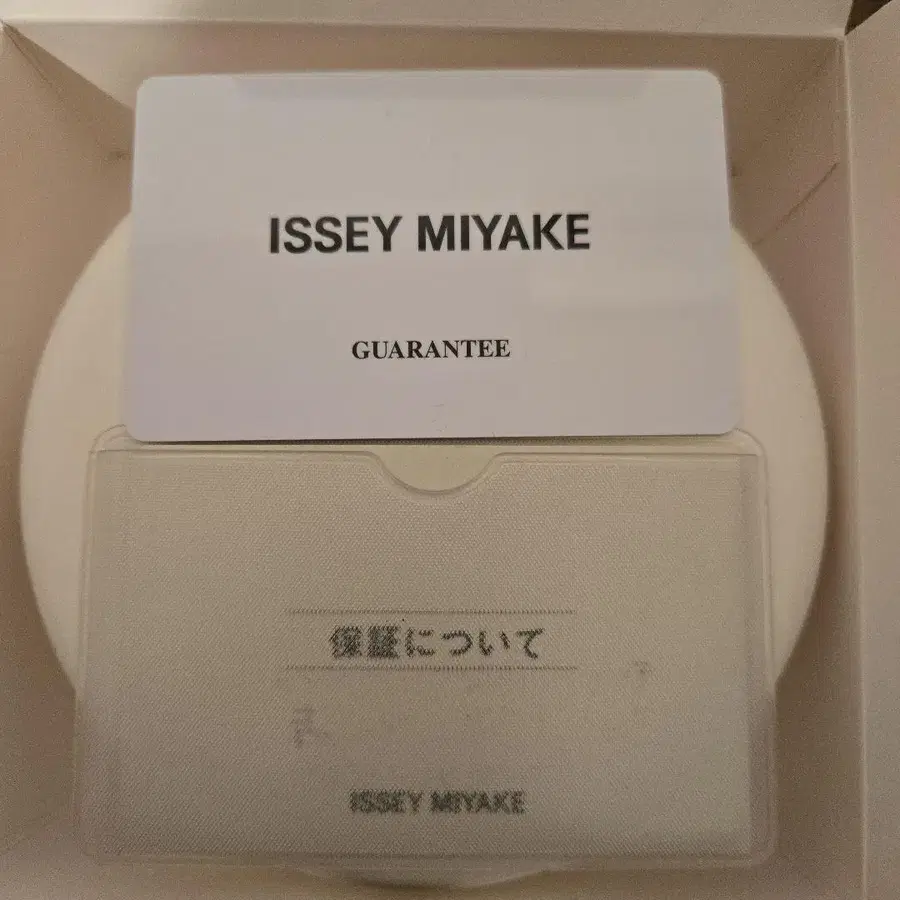 ISSEY MIYAKE
GUARANTEE
保証について
ISSEY MIYAKE